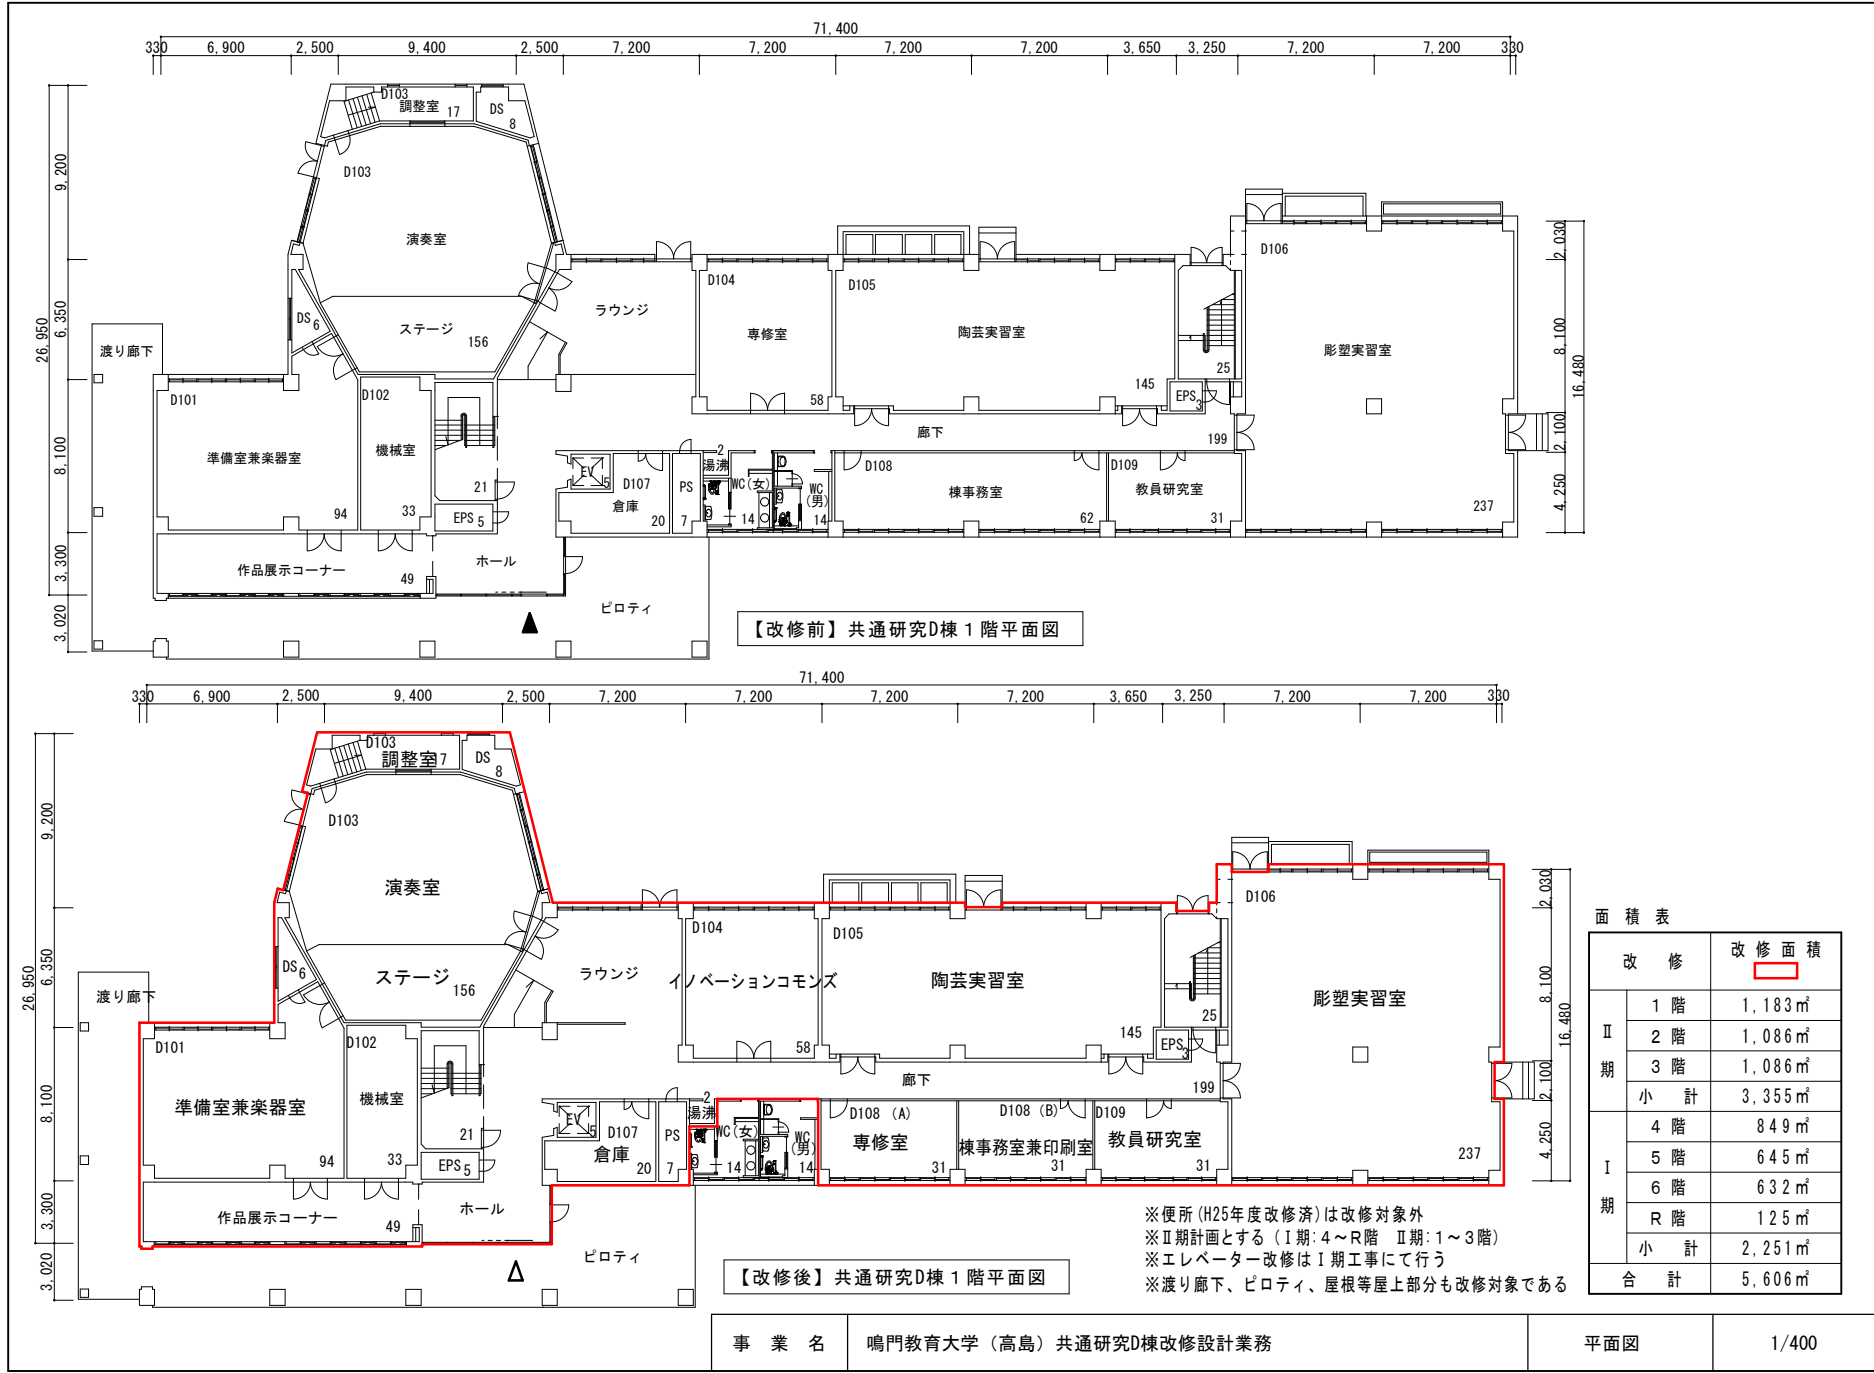 71,400
330 6,900 2,500 9,400 2,500 7,200 7,200 7,200 7,200 3,650 3,250 7,200 7,200 330
26,950
9,200
6,350
8,100
3,300
3,020
D103
調整室 17
DS 8
D103
演奏室
ステージ 156
DS 6
渡り廊下
D101
準備室兼楽器室
94
D102
機械室
33
21
EPS 5
作品展示コーナー 49
ホール
ピロティ
ラウンジ
EV 5
D107
倉庫
20
PS
7
2
湯沸
WC(女)
14
WC(男)
14
D104
専修室
58
D105
陶芸実習室
145
25
EPS 3
廊下 199
D108
棟事務室
62
D109
教員研究室
31
D106
彫塑実習室
237
2,030
8,100
2,100
4,250
16,480
【改修前】共通研究D棟１階平面図
71,400
330 6,900 2,500 9,400 2,500 7,200 7,200 7,200 7,200 3,650 3,250 7,200 7,200 330
26,950
9,200
6,350
8,100
3,300
3,020
D103
調整室 17
DS 8
D103
演奏室
ステージ 156
DS 6
渡り廊下
D101
準備室兼楽器室
94
D102
機械室
33
21
EPS 5
作品展示コーナー 49
ホール
ピロティ
ラウンジ
EV 5
D107
倉庫
20
PS
7
2
湯沸
WC(女)
14
WC(男)
14
D104
イノベーションコモンズ
58
D105
陶芸実習室
145
25
EPS 3
廊下 199
D108 (A)
専修室
31
D108 (B)
棟事務室兼印刷室
31
D109
教員研究室
31
D106
彫塑実習室
237
2,030
8,100
2,100
4,250
16,480
【改修後】共通研究D棟１階平面図
※便所(H25年度改修済)は改修対象外
※Ⅱ期計画とする（Ⅰ期:４～R階　Ⅱ期:１～３階）
※エレベーター改修はⅠ期工事にて行う
※渡り廊下、ピロティ、屋根等屋上部分も改修対象である
面積表
改修 改修面積
Ⅱ期
１階 1,183㎡
２階 1,086㎡
３階 1,086㎡
小計 3,355㎡
Ⅰ期
４階 849㎡
５階 645㎡
６階 632㎡
R階 125㎡
小計 2,251㎡
合計 5,606㎡
事業名 鳴門教育大学（高島）共通研究D棟改修設計業務 平面図 1/400